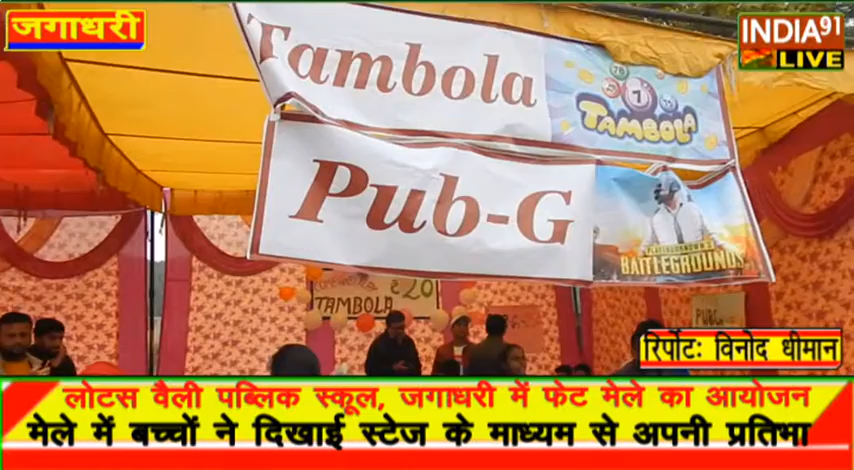 जगाधरी
INDIA91
LIVE
Tambola
TAMBOLA
Pub-G
BATTLEGROUNDS
TAMBOLA
₹20
PUBG
रिर्पोटः विनोद धीमान
लोटस वैली पब्लिक स्कूल, जगाधरी में फेट मेले का आयोजन
मेले में बच्चों ने दिखाई स्टेज के माध्यम से अपनी प्रतिभा